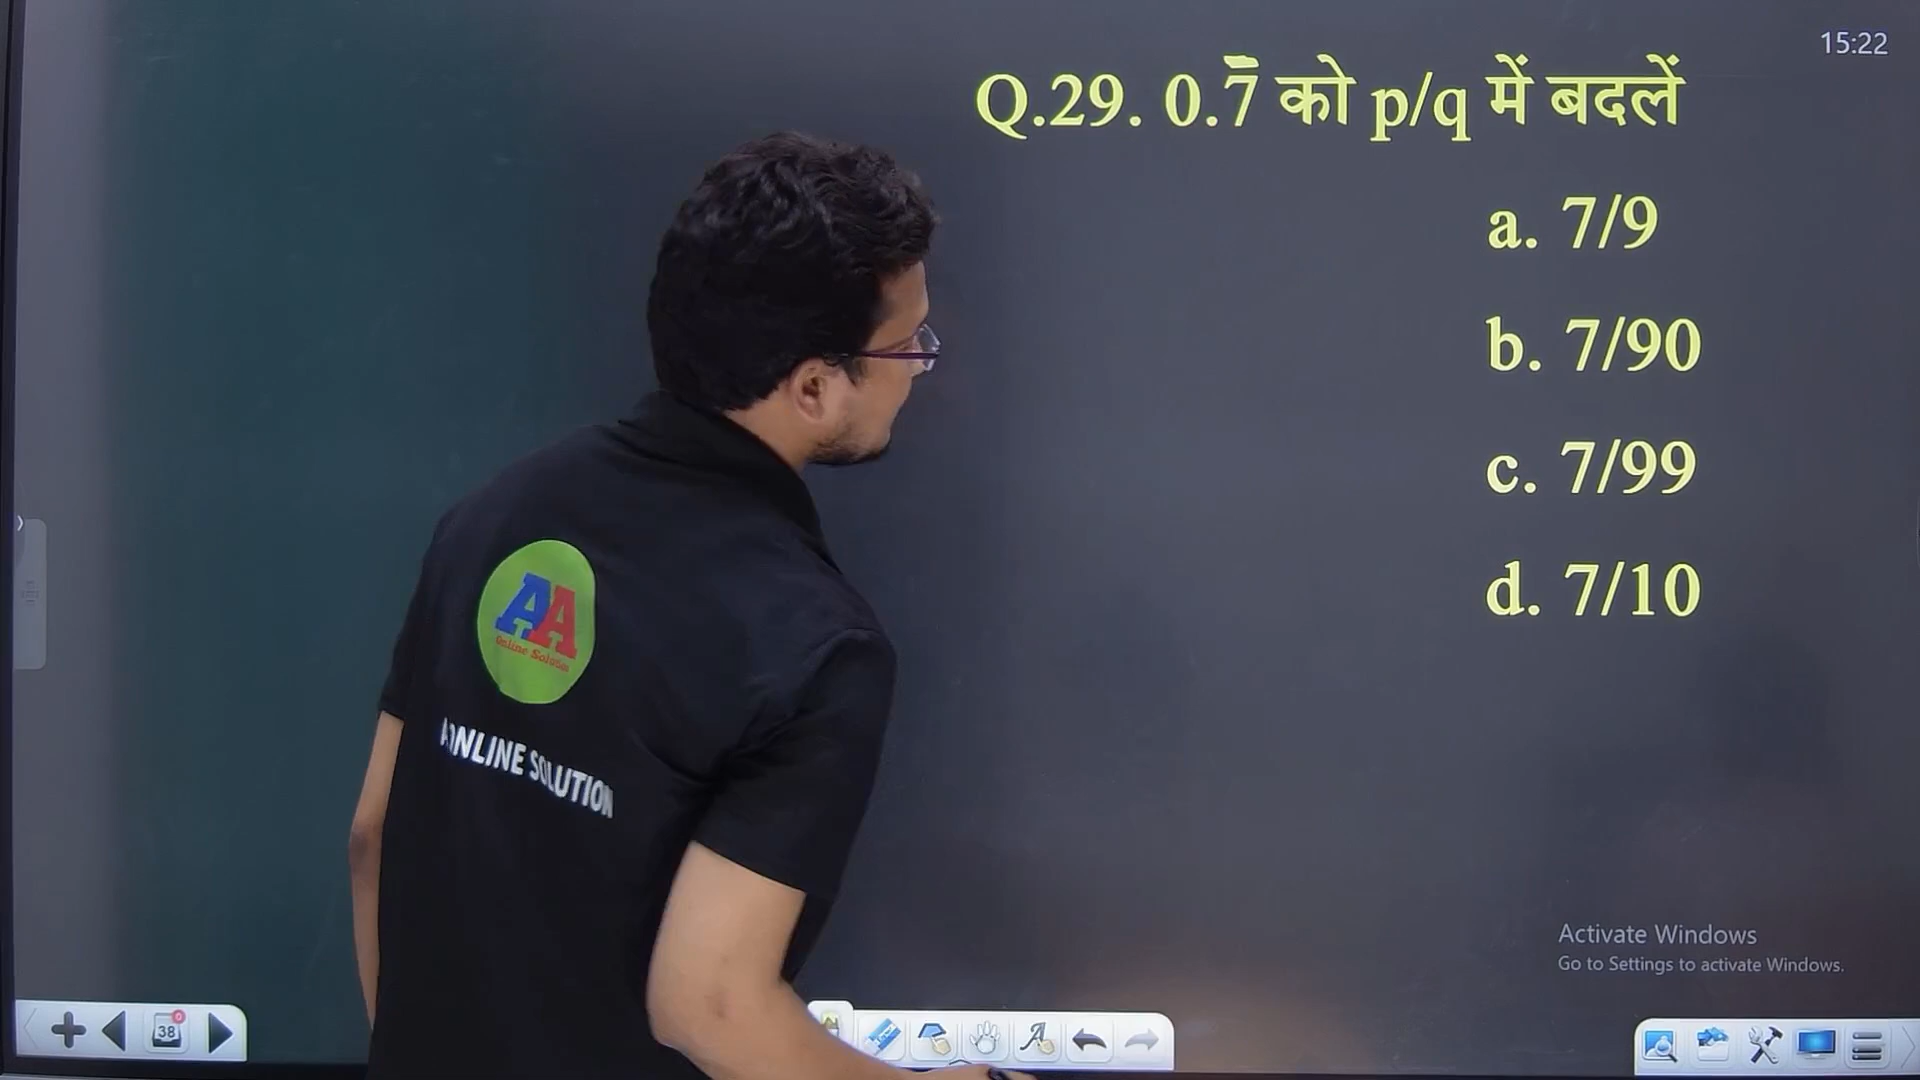 15:22
Q.29. 0.7̅ को p/q में बदलें
a. 7/9
b. 7/90
c. 7/99
d. 7/10
AA
Online Solution
ONLINE SOLUTION
Activate Windows
Go to Settings to activate Windows.
38
0